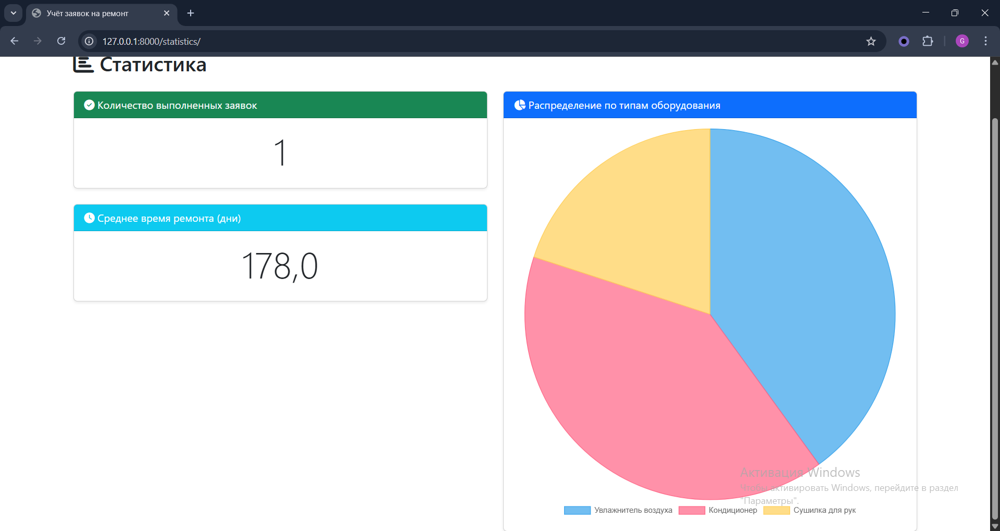 Учёт заявок на ремонт
127.0.0.1:8000/statistics/
G
Статистика
Количество выполненных заявок
1
Среднее время ремонта (дни)
178,0
Распределение по типам оборудования
Увлажнитель воздуха
Кондиционер
Сушилка для рук
Активация Windows
Чтобы активировать Windows, перейдите в раздел
"Параметры".